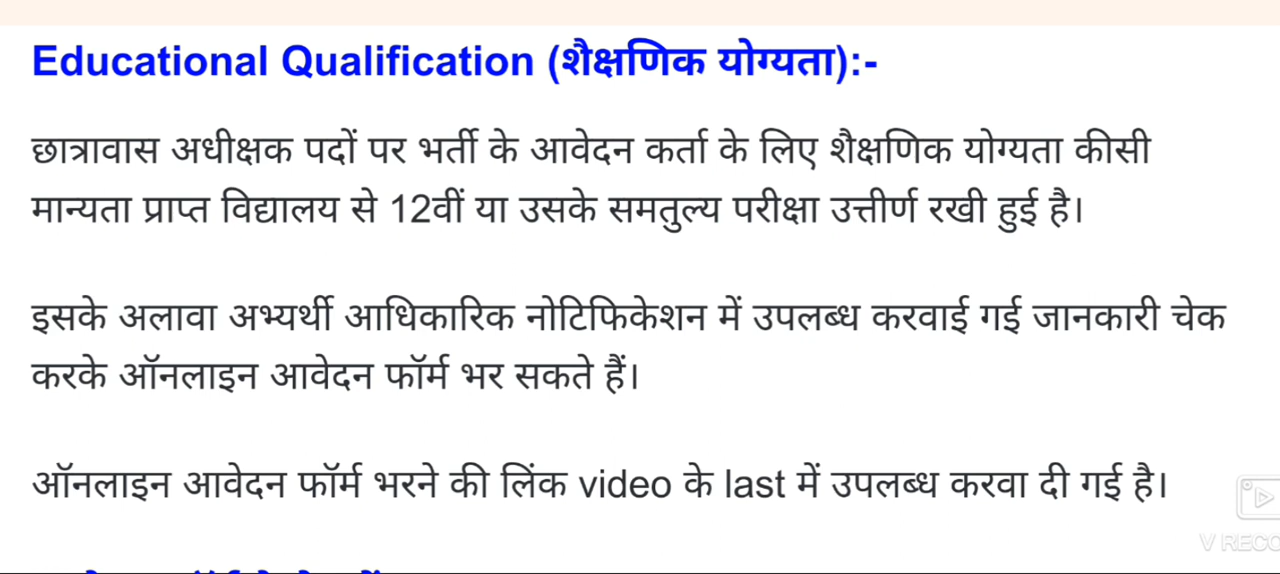 Educational Qualification (शैक्षणिक योग्यता):-
छात्रावास अधीक्षक पदों पर भर्ती के आवेदन कर्ता के लिए शैक्षणिक योग्यता कीसी
मान्यता प्राप्त विद्यालय से 12वीं या उसके समतुल्य परीक्षा उत्तीर्ण रखी हुई है।
इसके अलावा अभ्यर्थी आधिकारिक नोटिफिकेशन में उपलब्ध करवाई गई जानकारी चेक
करके ऑनलाइन आवेदन फॉर्म भर सकते हैं।
ऑनलाइन आवेदन फॉर्म भरने की लिंक video के last में उपलब्ध करवा दी गई है।
V RECO